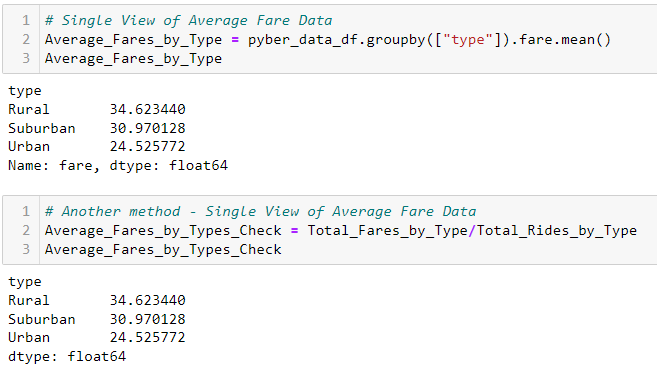 1 # Single View of Average Fare Data
2 Average_Fares_by_Type = pyber_data_df.groupby(["type"]).fare.mean()
3 Average_Fares_by_Type
type
Rural 34.623440
Suburban 30.970128
Urban 24.525772
Name: fare, dtype: float64
1 # Another method - Single View of Average Fare Data
2 Average_Fares_by_Types_Check = Total_Fares_by_Type/Total_Rides_by_Type
3 Average_Fares_by_Types_Check
type
Rural 34.623440
Suburban 30.970128
Urban 24.525772
dtype: float64